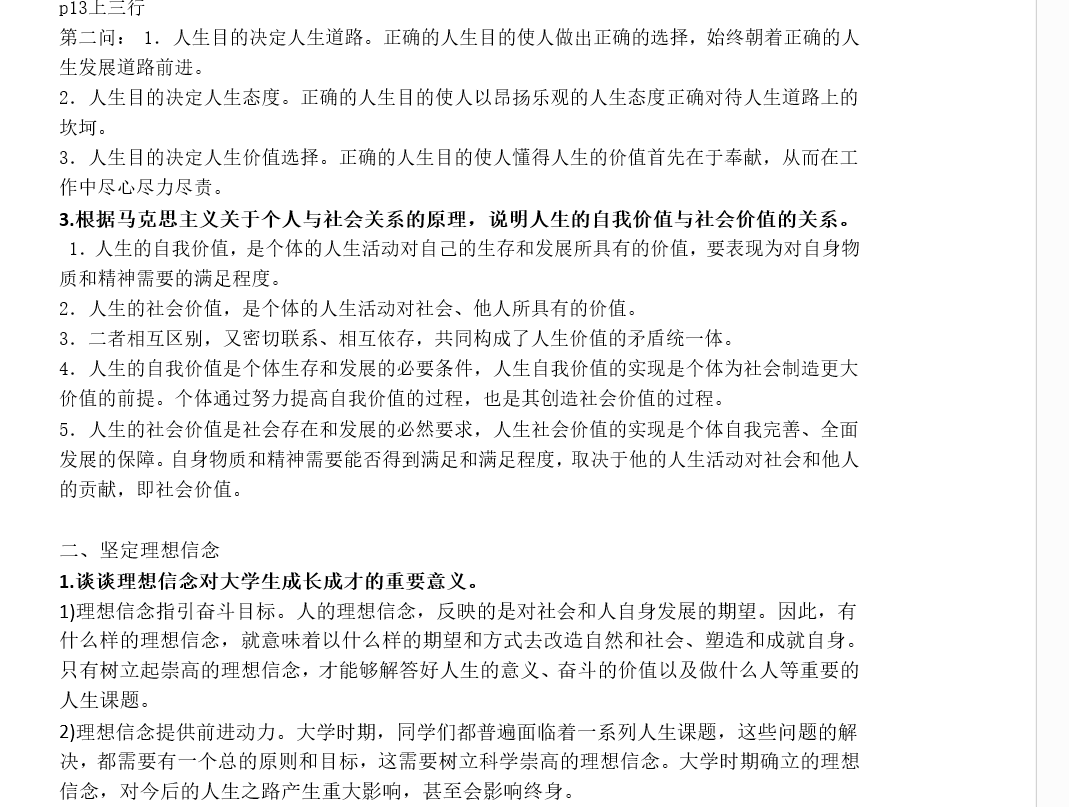 p13上三行
第二问： 1. 人生目的决定人生道路。正确的人生目的使人做出正确的选择，始终朝着正确的人
生发展道路前进。
2. 人生目的决定人生态度。正确的人生目的使人以昂扬乐观的人生态度正确对待人生道路上的
坎坷。
3. 人生目的决定人生价值选择。正确的人生目的使人懂得人生的价值首先在于奉献，从而在工
作中尽心尽力尽责。
3.根据马克思主义关于个人与社会关系的原理，说明人生的自我价值与社会价值的关系。
1. 人生的自我价值，是个体的人生活动对自己的生存和发展所具有的价值，要表现为对自身物
质和精神需要的满足程度。
2. 人生的社会价值，是个体的人生活动对社会、他人所具有的价值。
3. 二者相互区别，又密切联系、相互依存，共同构成了人生价值的矛盾统一体。
4. 人生的自我价值是个体生存和发展的必要条件，人生自我价值的实现是个体为社会制造更大
价值的前提。个体通过努力提高自我价值的过程，也是其创造社会价值的过程。
5. 人生的社会价值是社会存在和发展的必然要求，人生社会价值的实现是个体自我完善、全面
发展的保障。自身物质和精神需要能否得到满足和满足程度，取决于他的人生活动对社会和他人
的贡献，即社会价值。
二、坚定理想信念
1.谈谈理想信念对大学生成长成才的重要意义。
1)理想信念指引奋斗目标。人的理想信念，反映的是对社会和人自身发展的期望。因此，有
什么样的理想信念，就意味着以什么样的期望和方式去改造自然和社会、塑造和成就自身。
只有树立起崇高的理想信念，才能够解答好人生的意义、奋斗的价值以及做什么人等重要的
人生课题。
2)理想信念提供前进动力。大学时期，同学们都普遍面临着一系列人生课题，这些问题的解
决，都需要有一个总的原则和目标，这需要树立科学崇高的理想信念。大学时期确立的理想
信念，对今后的人生之路产生重大影响，甚至会影响终身。